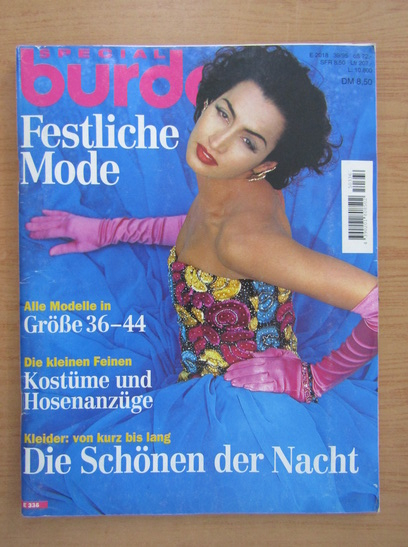 SPECIAL
burda
Festliche
Mode
DM 8,50
Alle Modelle in
Größe 36–44
Die kleinen Feinen
Kostüme und
Hosenanzüge
Kleider: von kurz bis lang
Die Schönen der Nacht
E 338